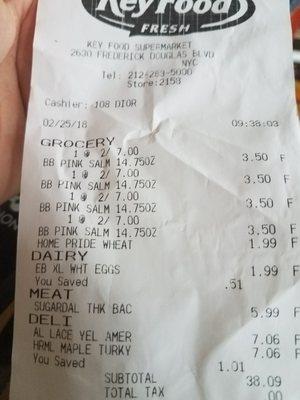 Key Food
FRESH
KEY FOOD SUPERMARKET
2630 FREDERICK DOUGLAS BLVD
NYC
Tel: 212-283-5000
Store:2153
Cashier: 108 DIOR
02/25/18 09:36:03
GROCERY
1 @ 2/ 7.00
BB PINK SALM 14.75OZ 3.50 F
1 @ 2/ 7.00
BB PINK SALM 14.75OZ 3.50 F
1 @ 2/ 7.00
BB PINK SALM 14.75OZ 3.50 F
1 @ 2/ 7.00
BB PINK SALM 14.75OZ 3.50 F
HOME PRIDE WHEAT 1.99 F
DAIRY
EB XL WHT EGGS 1.99 F
You Saved .51
MEAT
SUGARDAL THK BAC 5.99 F
DELI
AL LACE YEL AMER 7.06 F
HRML MAPLE TURKY 7.06 F
You Saved 1.01
SUBTOTAL 38.09
TOTAL TAX .00